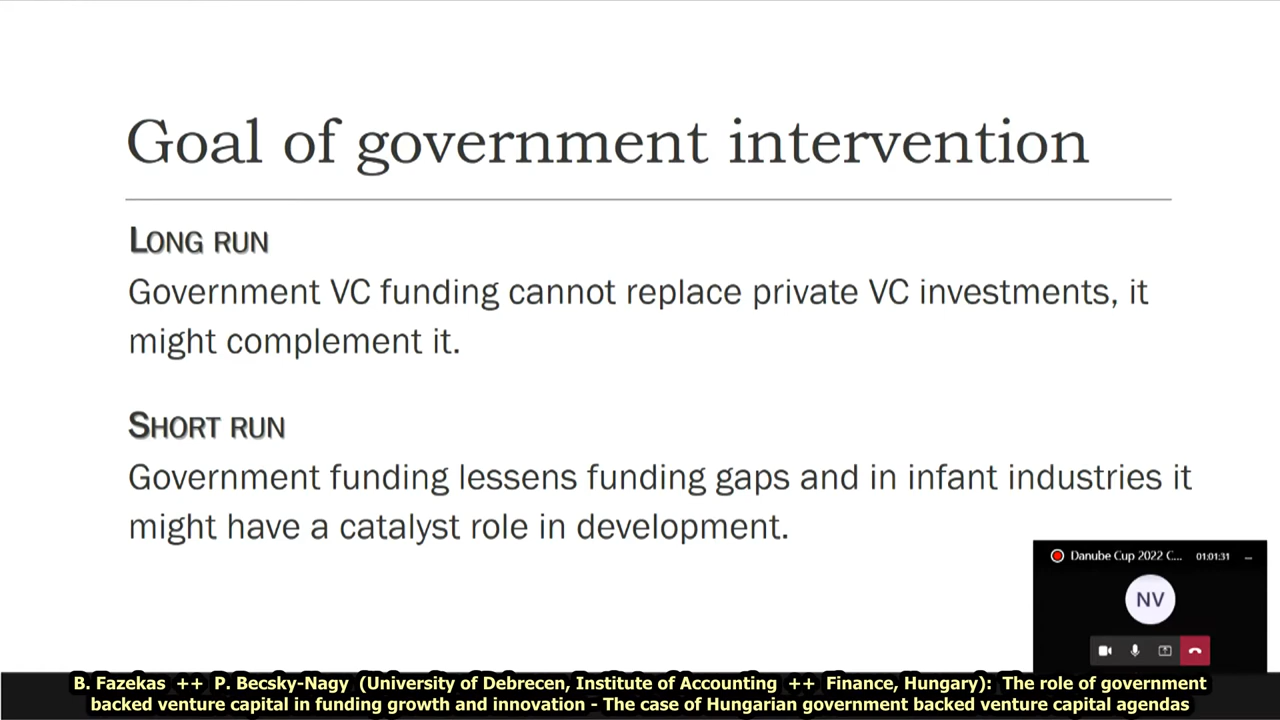 Goal of government intervention
LONG RUN
Government VC funding cannot replace private VC investments, it
might complement it.
SHORT RUN
Government funding lessens funding gaps and in infant industries it
might have a catalyst role in development.
Danube Cup 2022 C... 01:01:31
NV
B. Fazekas ++ P. Becsky-Nagy (University of Debrecen, Institute of Accounting ++ Finance, Hungary): The role of government
backed venture capital in funding growth and innovation - The case of Hungarian government backed venture capital agendas